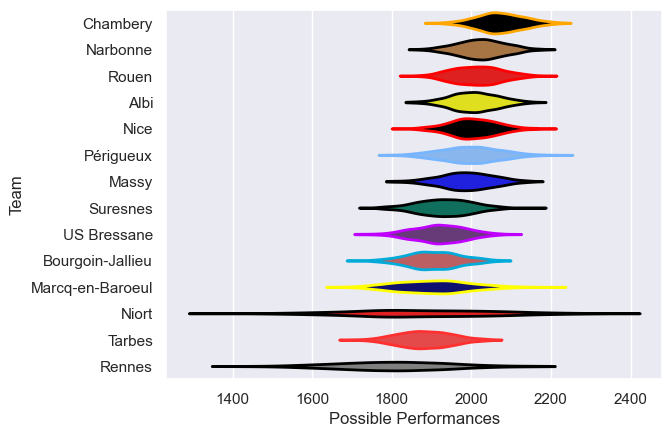 Team
Chambery
Narbonne
Rouen
Albi
Nice
Périgueux
Massy
Suresnes
US Bressane
Bourgoin-Jallieu
Marcq-en-Baroeul
Niort
Tarbes
Rennes
1400 1600 1800 2000 2200 2400
Possible Performances